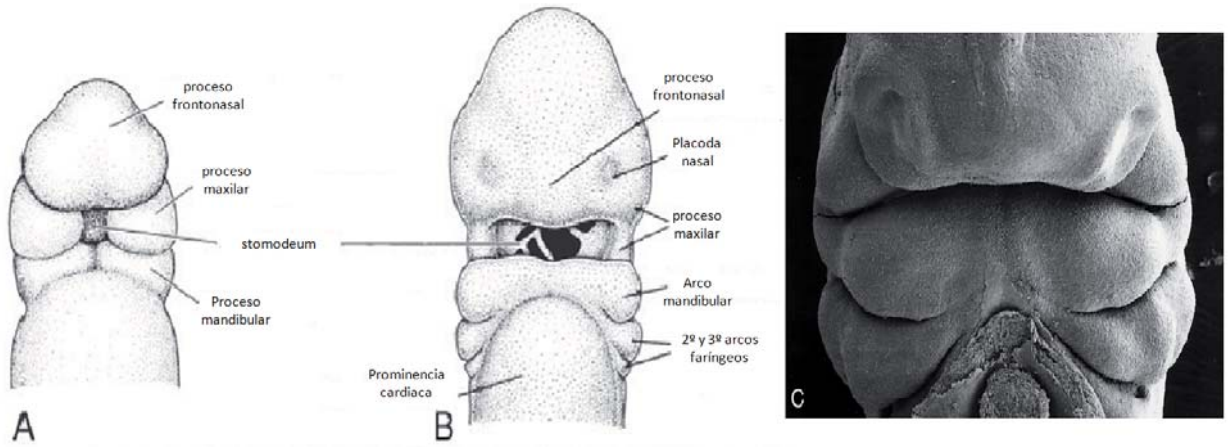 proceso
frontonasal
proceso
maxilar
stomodeum
Proceso
mandibular
A
proceso
frontonasal
Placoda
nasal
proceso
maxilar
Arco
mandibular
2º y 3º arcos
faríngeos
Prominencia
cardiaca
B
C